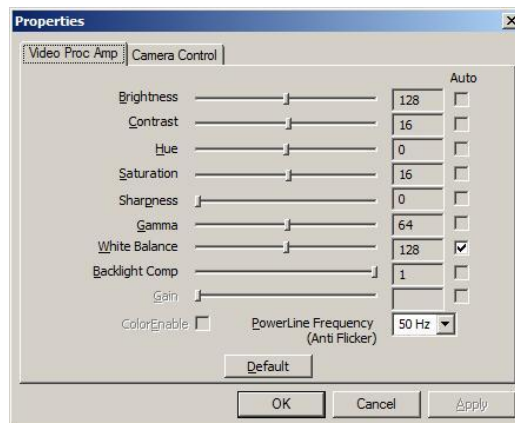 Properties
Video Proc Amp Camera Control
Auto
Brightness 128
Contrast 16
Hue 0
Saturation 16
Sharpness 0
Gamma 64
White Balance 128
Backlight Comp 1
Gain
ColorEnable PowerLine Frequency 50 Hz
(Anti Flicker)
Default
OK Cancel Apply